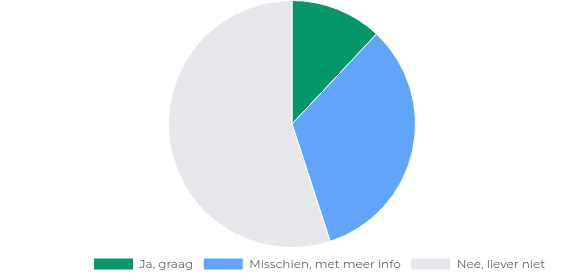 Ja, graag Misschien, met meer info Nee, liever niet